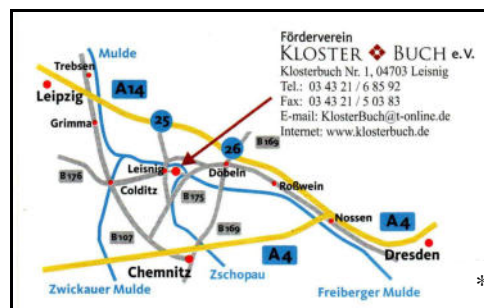 Förderverein
KLOSTER BUCH e.V.
Klosterbuch Nr. 1, 04703 Leisnig
Tel.: 03 43 21 / 6 85 92
Fax: 03 43 21 / 5 03 83
E-mail: KlosterBuch@t-online.de
Internet: www.klosterbuch.de
Mulde
Trebsen
Leipzig
A14
Grimma
25
26
B169
B176
Leisnig
Döbeln
Colditz
Roßwein
B175
Nossen
A4
B107
B169
Dresden
Chemnitz
A4
Zschopau
Zwickauer Mulde
Freiberger Mulde
*